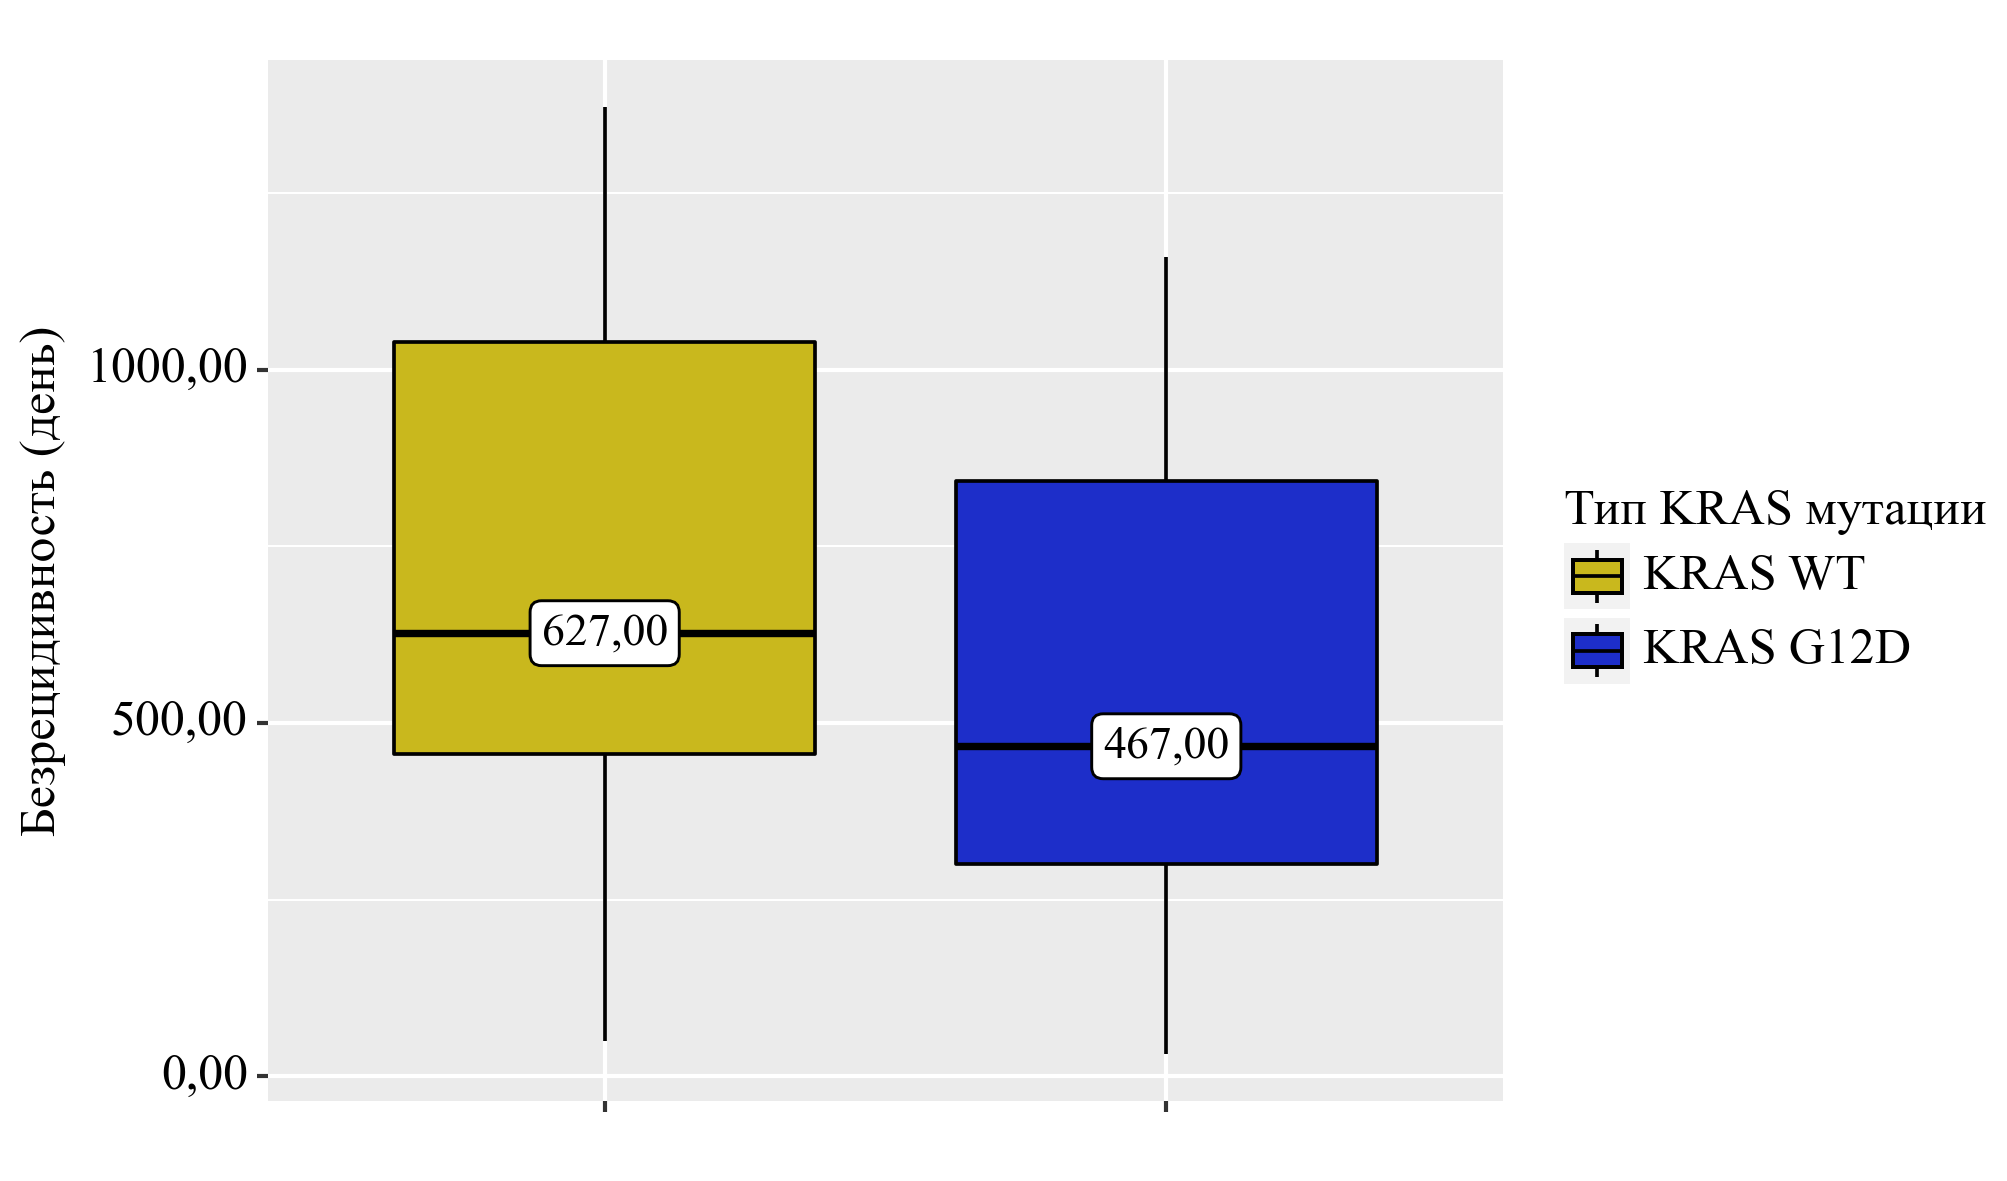 Безрецидивность (день)
1000,00
500,00
0,00
627,00
467,00
Тип KRAS мутации
KRAS WT
KRAS G12D